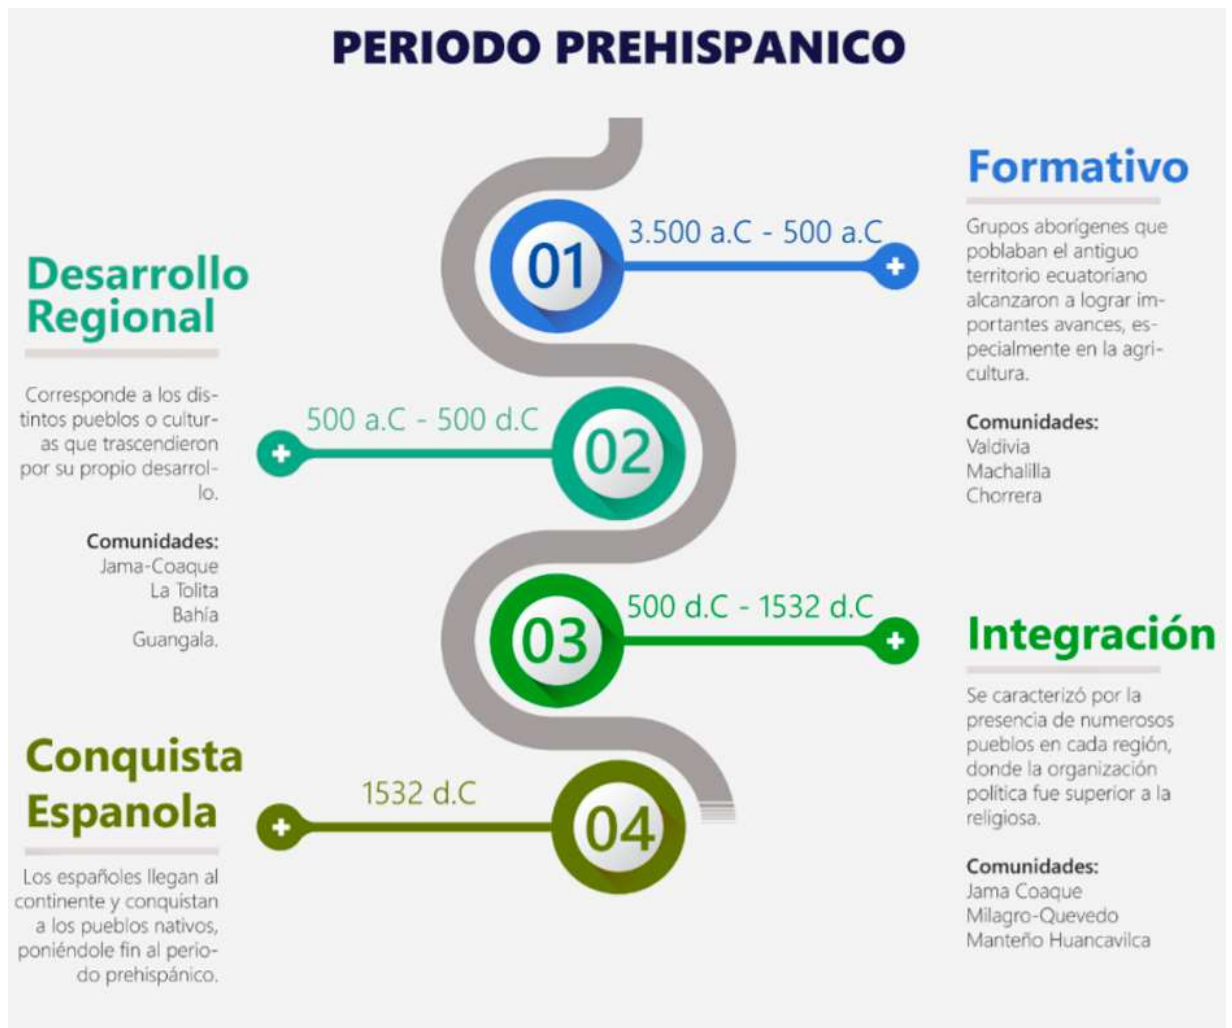 PERIODO PREHISPANICO
01
3.500 a.C - 500 a.C
Formativo
Grupos aborígenes que
poblaban el antiguo
territorio ecuatoriano
alcanzaron a lograr im-
portantes avances, es-
pecialmente en la agri-
cultura.
Comunidades:
Valdivia
Machalilla
Chorrera
Desarrollo
Regional
Corresponde a los dis-
tintos pueblos o cultur-
as que trascendieron
por su propio desarrol-
lo.
Comunidades:
Jama-Coaque
La Tolita
Bahía
Guangala.
500 a.C - 500 d.C
02
03
500 d.C - 1532 d.C
Integración
Se caracterizó por la
presencia de numerosos
pueblos en cada región,
donde la organización
política fue superior a la
religiosa.
Comunidades:
Jama Coaque
Milagro-Quevedo
Manteño Huancavilca
Conquista
Espanola
Los españoles llegan al
continente y conquistan
a los pueblos nativos,
poniéndole fin al perio-
do prehispánico.
1532 d.C
04